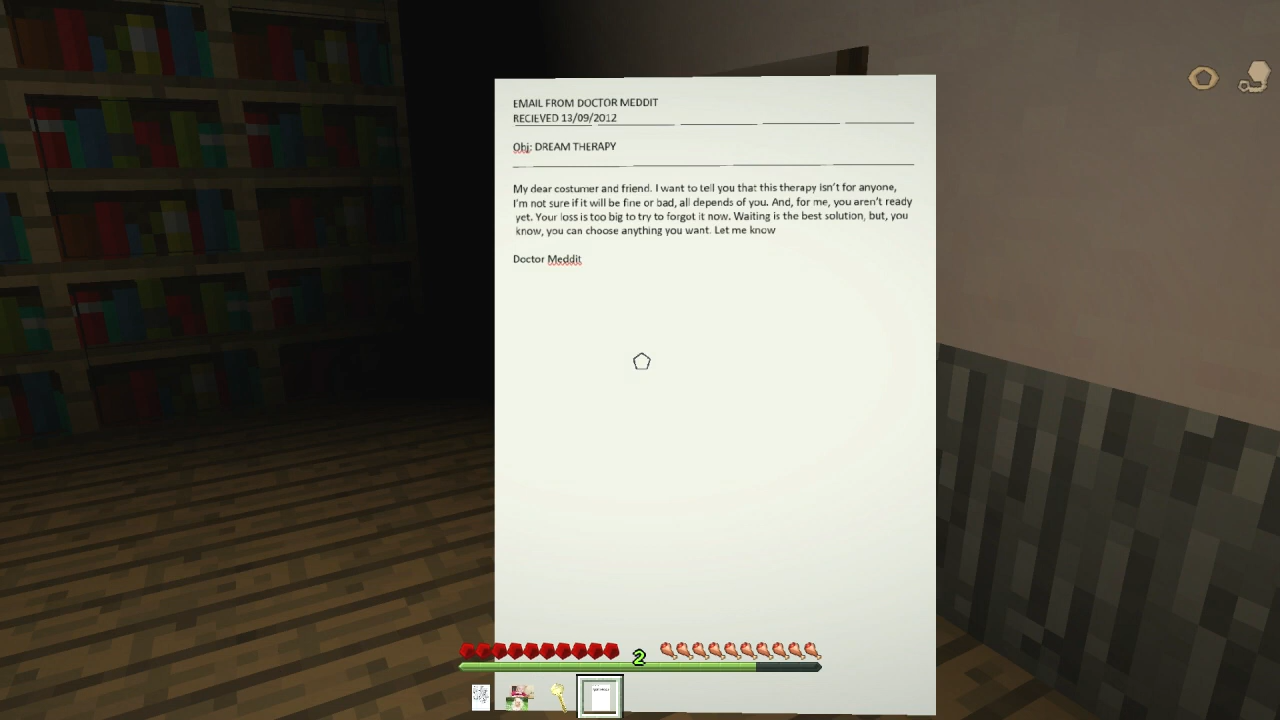 EMAIL FROM DOCTOR MEDDIT
RECIEVED 13/09/2012
Obj: DREAM THERAPY
My dear costumer and friend. I want to tell you that this therapy isn't for anyone,
I'm not sure if it will be fine or bad, all depends of you. And, for me, you aren't ready
yet. Your loss is too big to try to forgot it now. Waiting is the best solution, but, you
know, you can choose anything you want. Let me know
Doctor Meddit
2